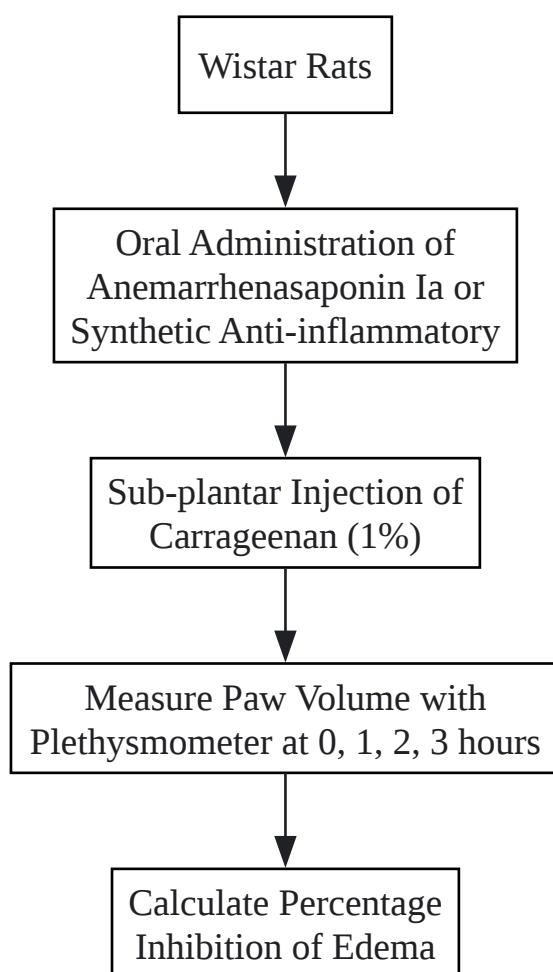 Wistar Rats
Oral Administration of
Anemarrhenasaponin Ia or
Synthetic Anti-inflammatory
Sub-plantar Injection of
Carrageenan (1%)
Measure Paw Volume with
Plethysmometer at 0, 1, 2, 3 hours
Calculate Percentage
Inhibition of Edema